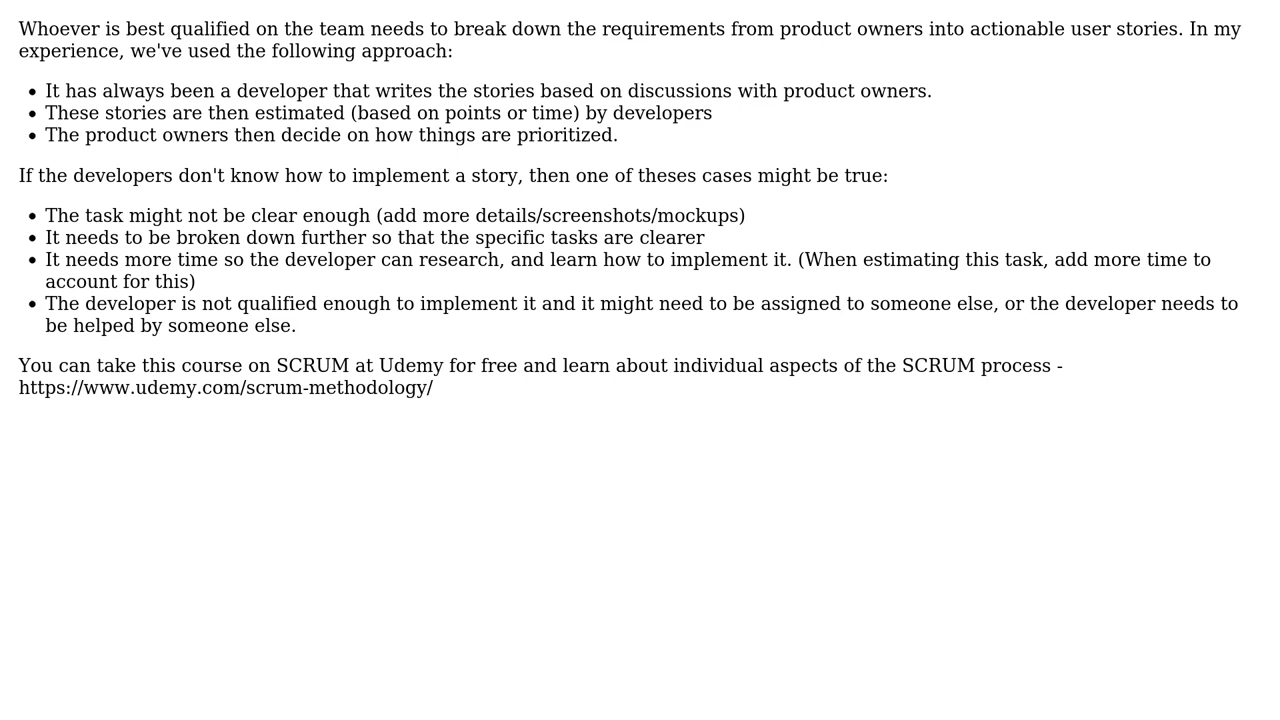 Whoever is best qualified on the team needs to break down the requirements from product owners into actionable user stories. In my
experience, we've used the following approach:
• It has always been a developer that writes the stories based on discussions with product owners.
• These stories are then estimated (based on points or time) by developers
• The product owners then decide on how things are prioritized.
If the developers don't know how to implement a story, then one of theses cases might be true:
• The task might not be clear enough (add more details/screenshots/mockups)
• It needs to be broken down further so that the specific tasks are clearer
• It needs more time so the developer can research, and learn how to implement it. (When estimating this task, add more time to
account for this)
• The developer is not qualified enough to implement it and it might need to be assigned to someone else, or the developer needs to
be helped by someone else.
You can take this course on SCRUM at Udemy for free and learn about individual aspects of the SCRUM process -
https://www.udemy.com/scrum-methodology/